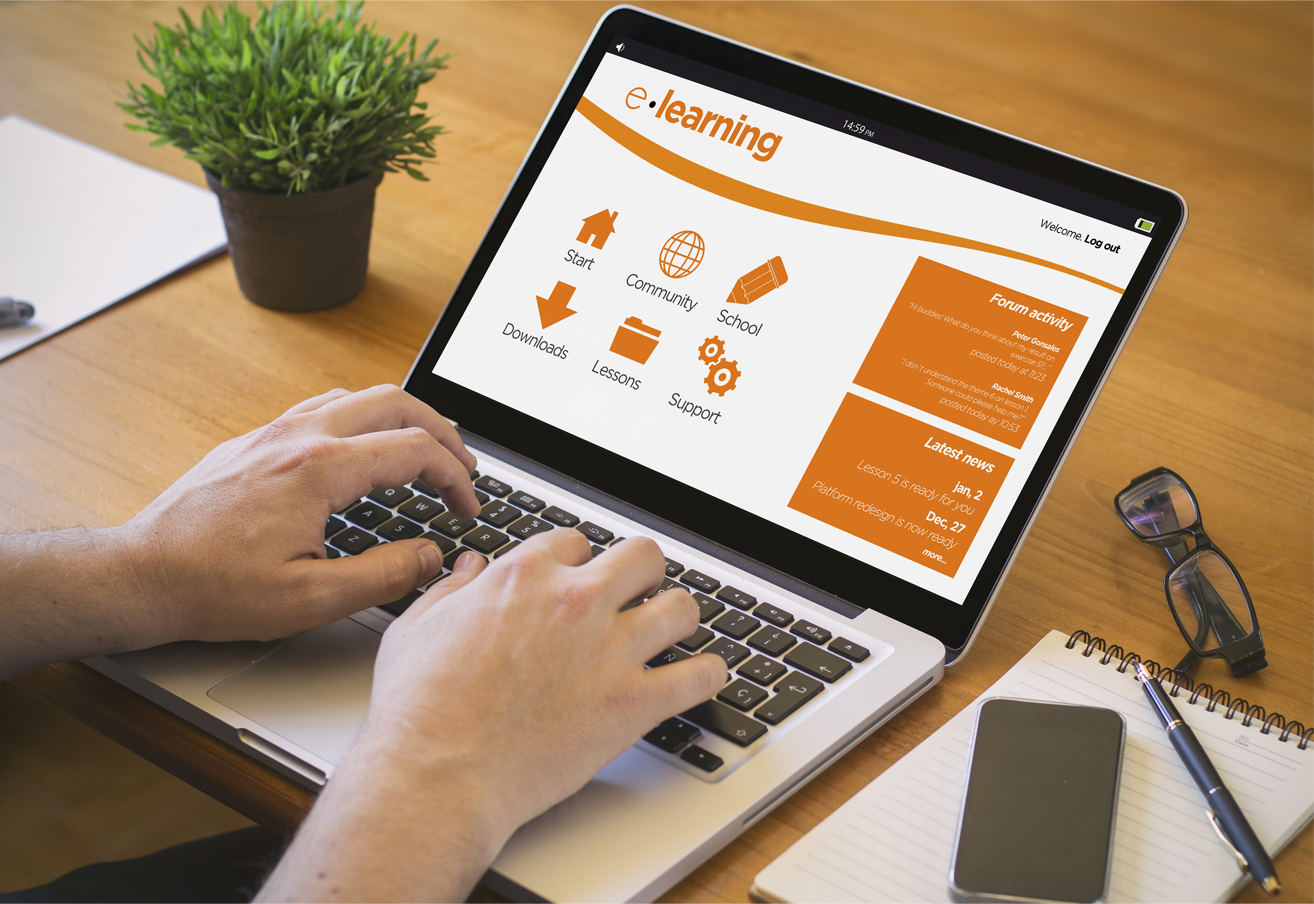 14:59 PM
e•learning
Welcome. Log out
Start
Community
School
Downloads
Lessons
Support
Forum activity
Peter Gonsales
"Hi buddies! What do you think about my result on
exercise 5?. "-
posted today at 11:23
Rachel Smith
"I don´t understand the theme 6 on lesson 1.
Someone could please help me?"
posted today ay 10:53
Latest news
jan, 2
Lesson 5 is ready for you
Dec, 27
Platform redesign is now ready
more...
Q
W
E
R
A
S
Z
Ñ
Ç